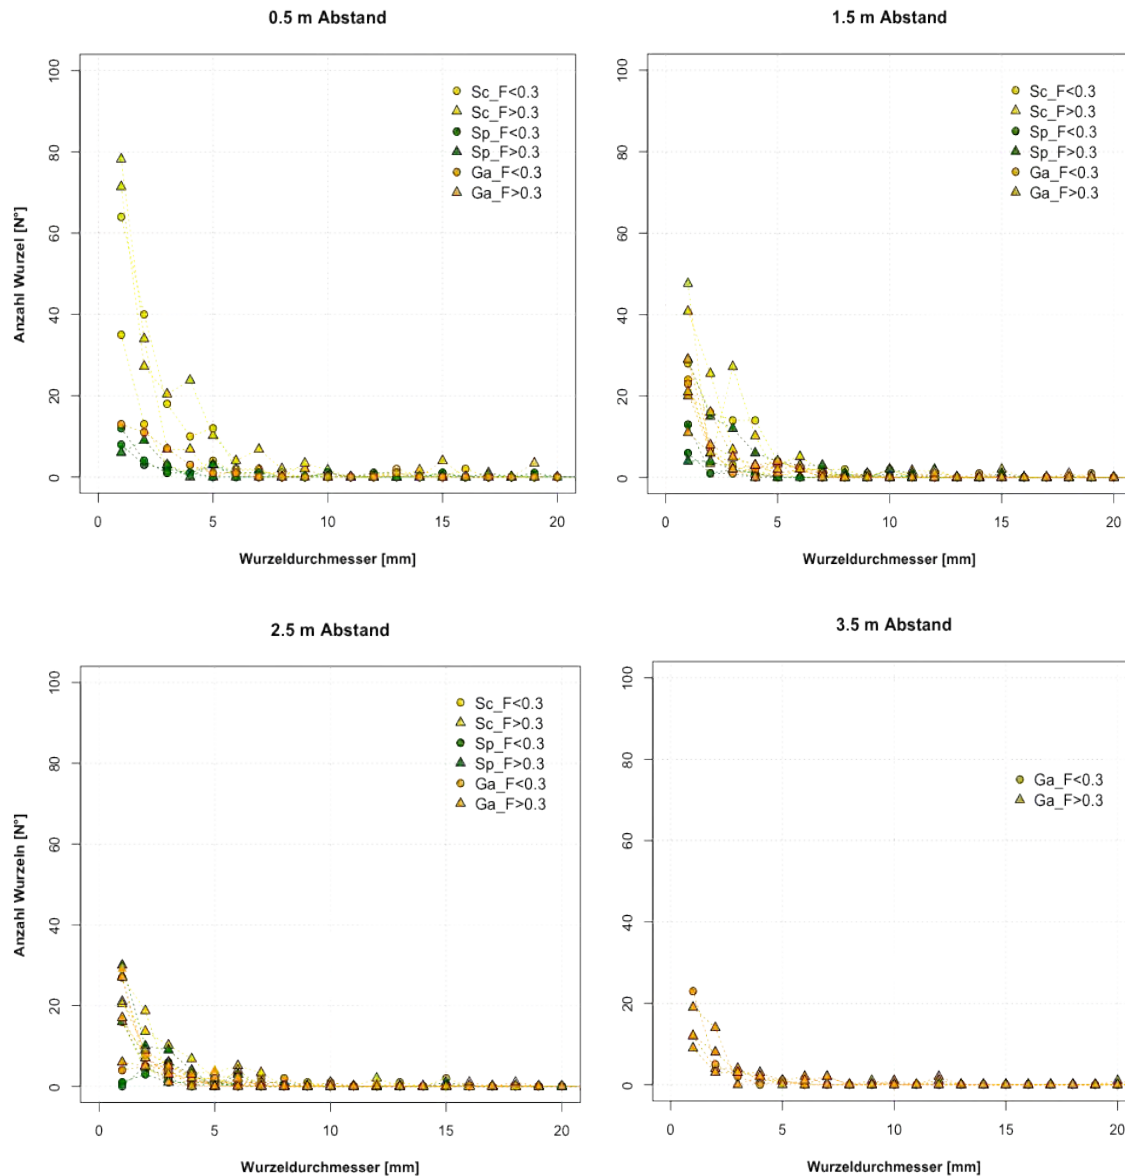 0.5 m Abstand
Anzahl Wurzel [N°]
100
80
60
40
20
0
Sc_F<0.3
Sc_F>0.3
Sp_F<0.3
Sp_F>0.3
Ga_F<0.3
Ga_F>0.3
0 5 10 15 20
Wurzeldurchmesser [mm]
1.5 m Abstand
100
80
60
40
20
0
Sc_F<0.3
Sc_F>0.3
Sp_F<0.3
Sp_F>0.3
Ga_F<0.3
Ga_F>0.3
0 5 10 15 20
Wurzeldurchmesser [mm]
2.5 m Abstand
Anzahl Wurzeln [N°]
100
80
60
40
20
0
Sc_F<0.3
Sc_F>0.3
Sp_F<0.3
Sp_F>0.3
Ga_F<0.3
Ga_F>0.3
0 5 10 15 20
Wurzeldurchmesser [mm]
3.5 m Abstand
100
80
60
40
20
0
Ga_F<0.3
Ga_F>0.3
0 5 10 15 20
Wurzeldurchmesser [mm]